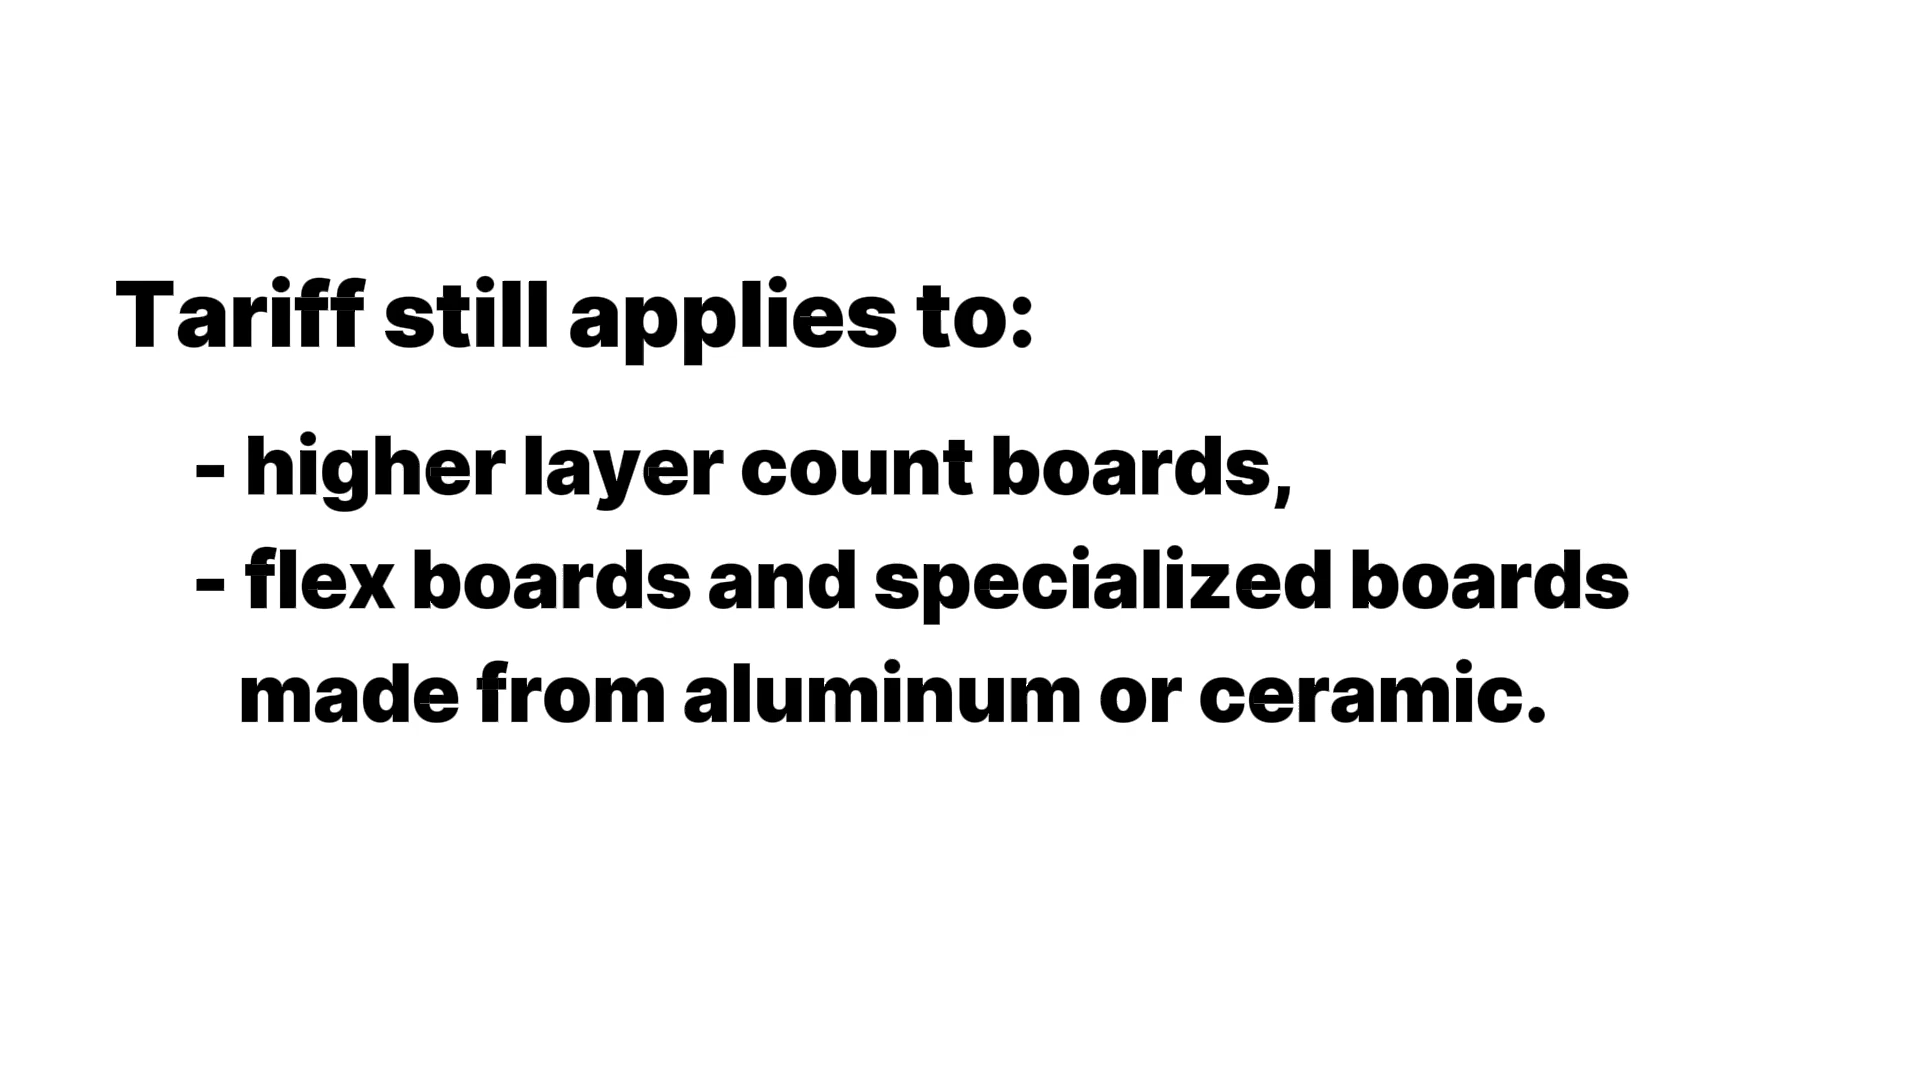 Tariff still applies to:
- higher layer count boards,
- flex boards and specialized boards
made from aluminum or ceramic.